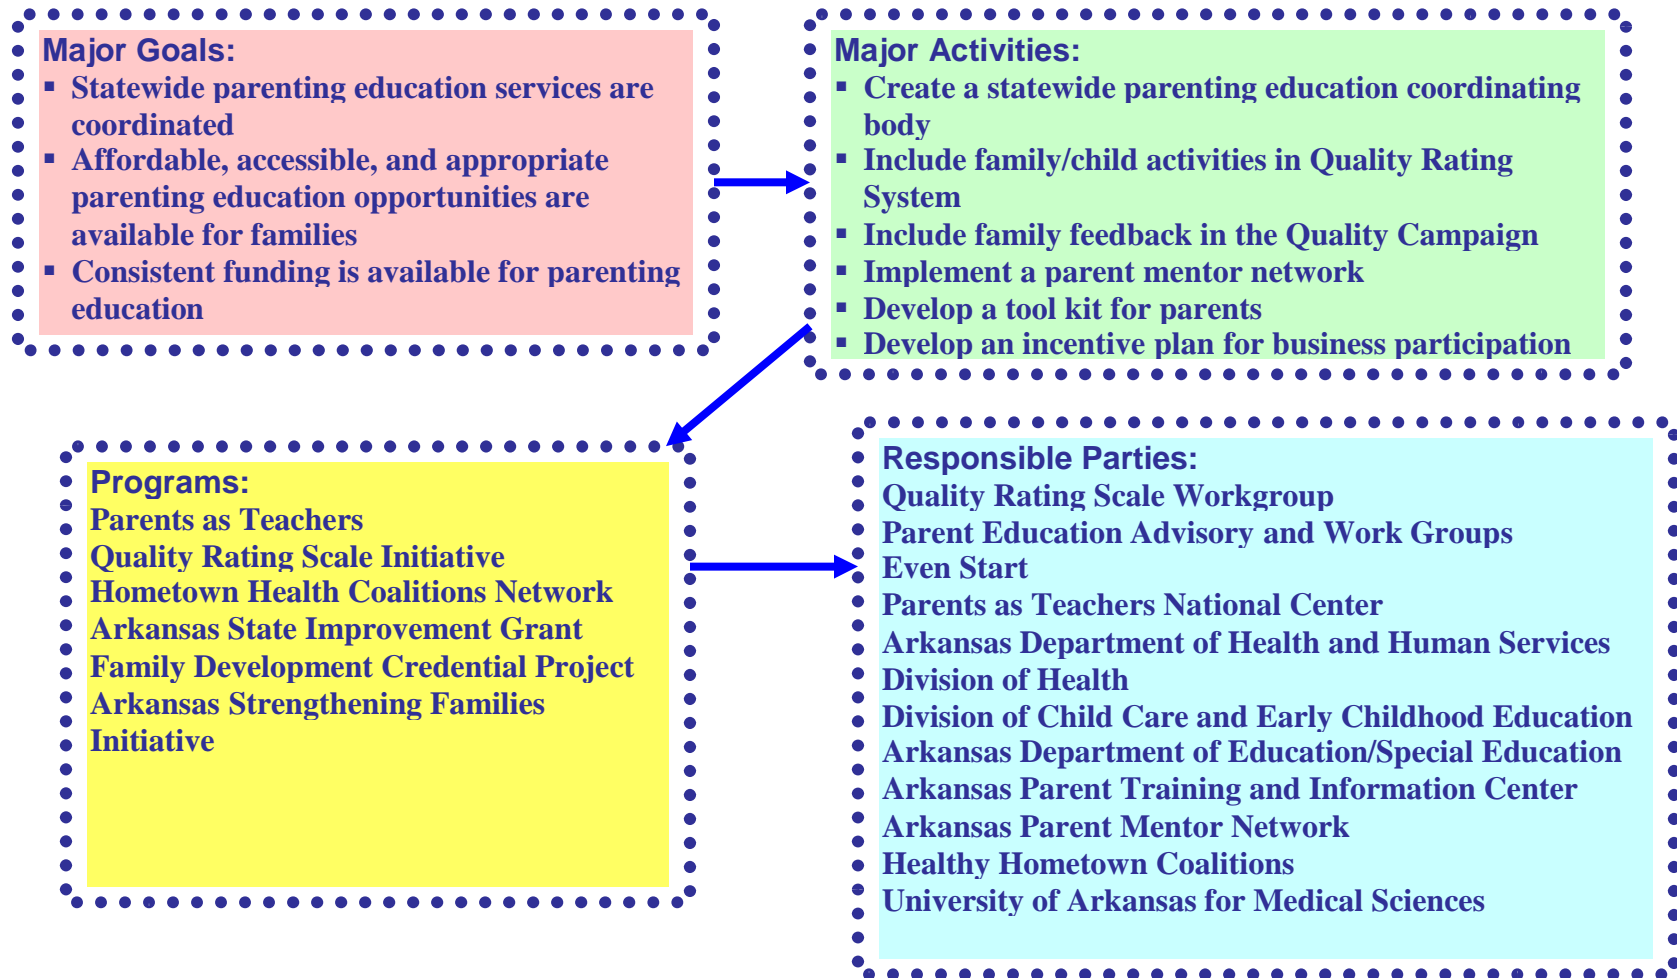 Major Goals:
▪ Statewide parenting education services are
coordinated
▪ Affordable, accessible, and appropriate
parenting education opportunities are
available for families
▪ Consistent funding is available for parenting
education
Major Activities:
▪ Create a statewide parenting education coordinating
body
▪ Include family/child activities in Quality Rating
System
▪ Include family feedback in the Quality Campaign
▪ Implement a parent mentor network
▪ Develop a tool kit for parents
▪ Develop an incentive plan for business participation
Programs:
Parents as Teachers
Quality Rating Scale Initiative
Hometown Health Coalitions Network
Arkansas State Improvement Grant
Family Development Credential Project
Arkansas Strengthening Families
Initiative
Responsible Parties:
Quality Rating Scale Workgroup
Parent Education Advisory and Work Groups
Even Start
Parents as Teachers National Center
Arkansas Department of Health and Human Services
Division of Health
Division of Child Care and Early Childhood Education
Arkansas Department of Education/Special Education
Arkansas Parent Training and Information Center
Arkansas Parent Mentor Network
Healthy Hometown Coalitions
University of Arkansas for Medical Sciences